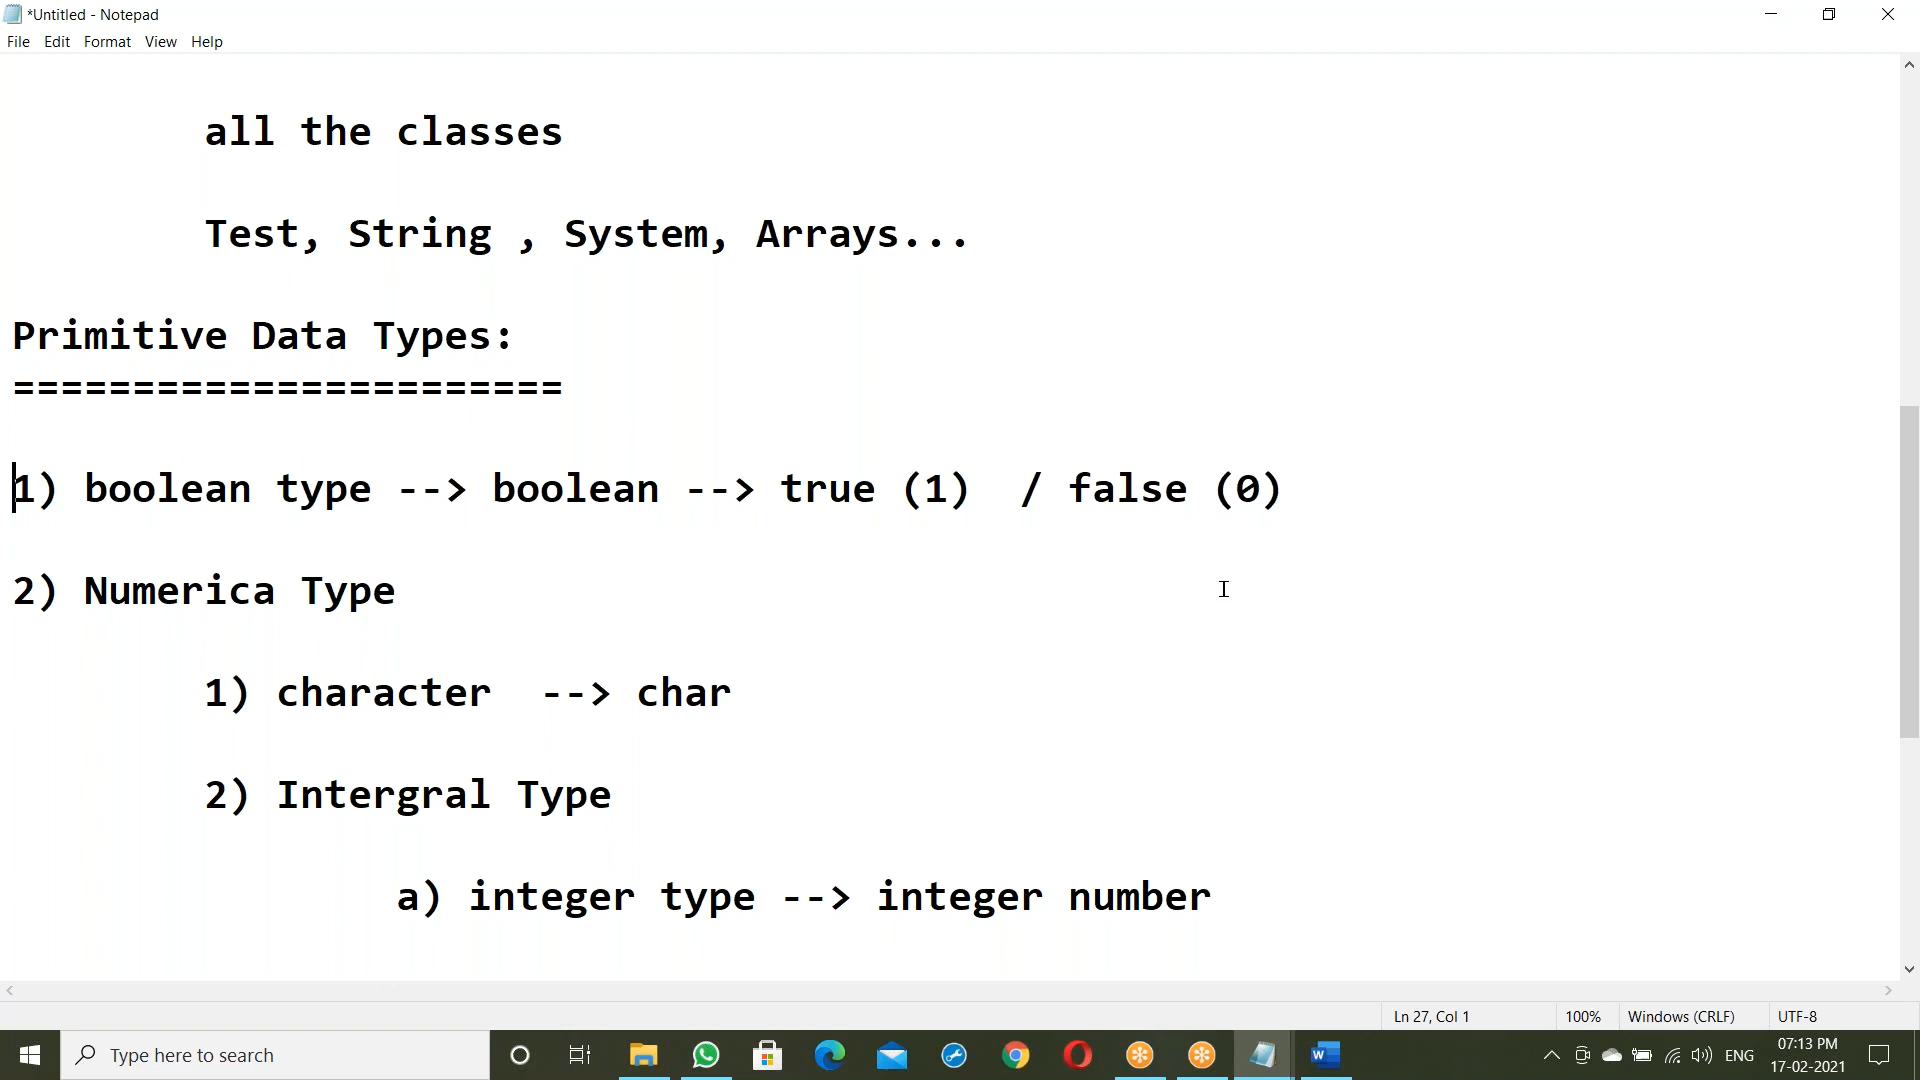 *Untitled - Notepad
File Edit Format View Help
all the classes
Test, String , System, Arrays...
Primitive Data Types:
=======================
1) boolean type --> boolean --> true (1)  / false (0)
2) Numerica Type
1) character  --> char
2) Intergral Type
a) integer type --> integer number
Ln 27, Col 1 100% Windows (CRLF) UTF-8
Type here to search
W
ENG
07:13 PM
17-02-2021